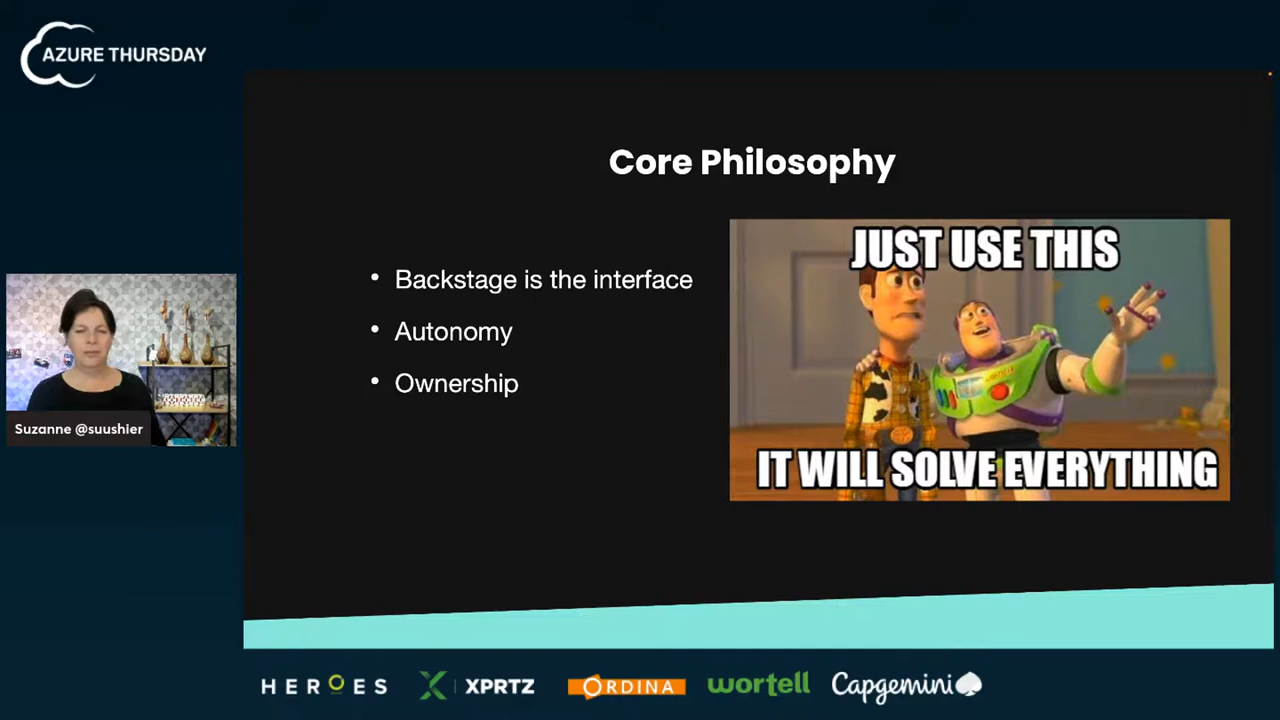 AZURE THURSDAY
Core Philosophy
• Backstage is the interface
• Autonomy
• Ownership
JUST USE THIS
IT WILL SOLVE EVERYTHING
Suzanne @suushier
HEROES
XPRTZ
ORDINA
wortell
Capgemini